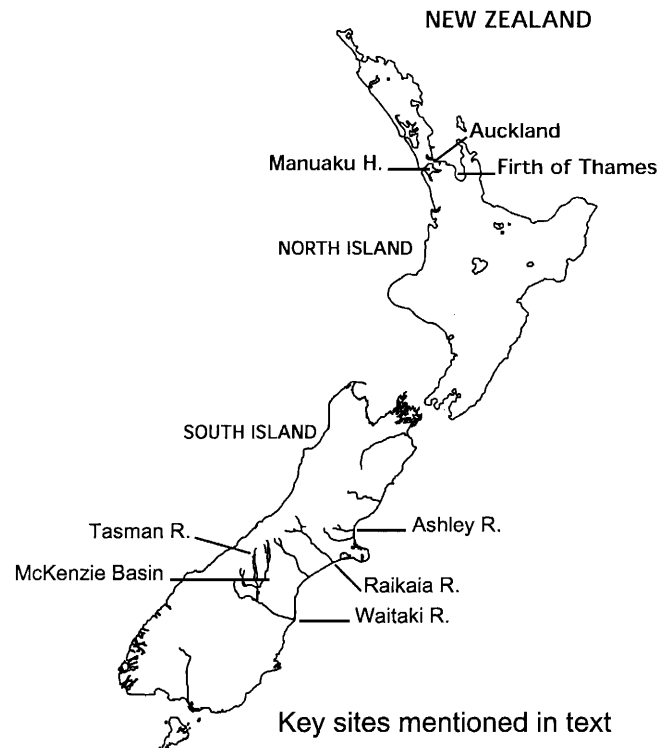 NEW ZEALAND
Auckland
Manuaku H.
Firth of Thames
NORTH ISLAND
SOUTH ISLAND
Ashley R.
Tasman R.
McKenzie Basin
Raikaia R.
Waitaki R.
Key sites mentioned in text